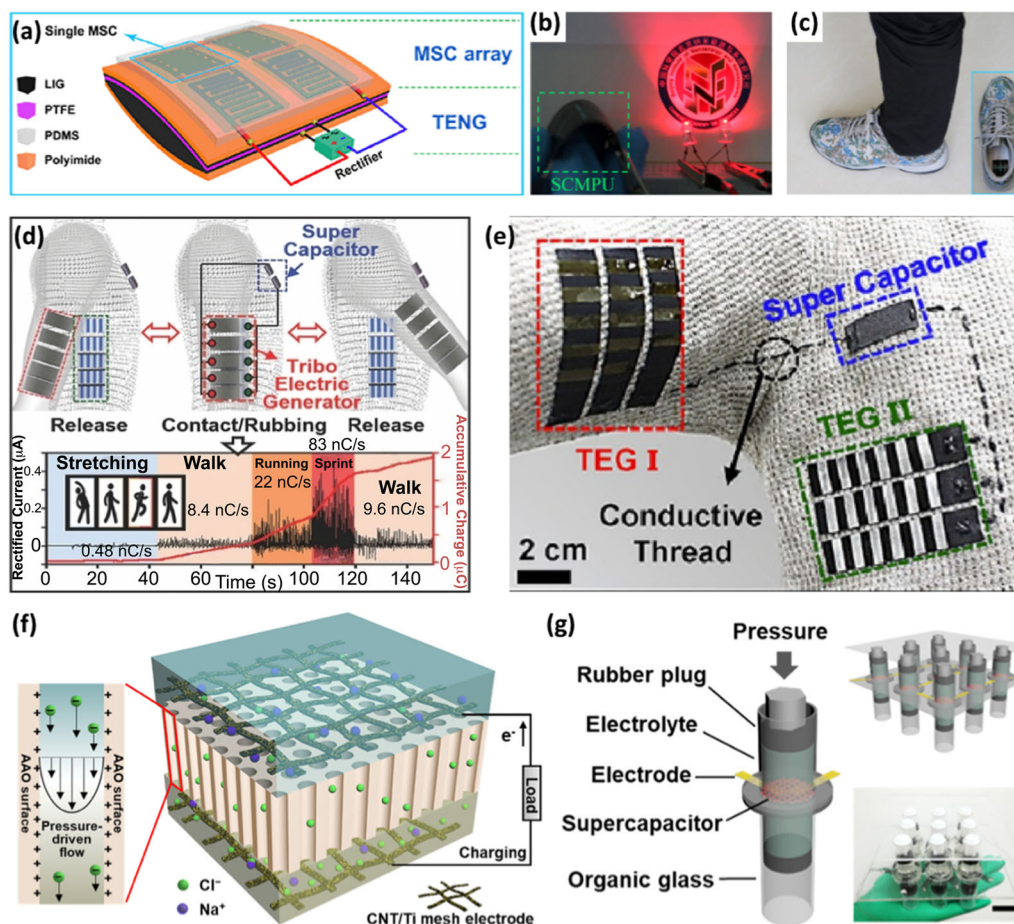 (a)
Single MSC
MSC array
LIG
PTFE
PDMS
Polyimide
TENG
Rectifier
(b)
SCMPU
(c)
(d)
Super
Capacitor
Tribo
Electric
Generator
Release
Contact/Rubbing
Release
83 nC/s
Rectified Current (μA)
0.4
0.2
0
Stretching
Walk
Running
Sprint
22 nC/s
Walk
8.4 nC/s
9.6 nC/s
0.48 nC/s
2
1
0
Accumulative Charge (μC)
0
20
40
60
80
100
120
140
Time (s)
(e)
Super Capacitor
TEG I
TEG II
Conductive
Thread
2 cm
(f)
AAO surface
AAO surface
Pressure-
driven
flow
e-
Load
Charging
Cl⁻
Na⁺
CNT/Ti mesh electrode
(g)
Pressure
Rubber plug
Electrolyte
Electrode
Supercapacitor
Organic glass